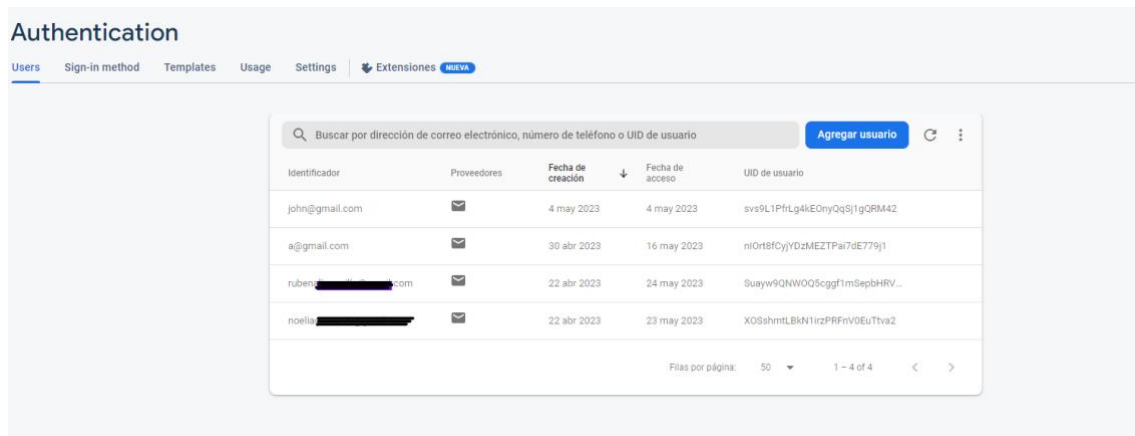 Authentication
Users Sign-in method Templates Usage Settings Extensiones NUEVA
Buscar por dirección de correo electrónico, número de teléfono o UID de usuario Agregar usuario
Identificador Proveedores Fecha de creación Fecha de acceso UID de usuario
john@gmail.com 4 may 2023 4 may 2023 svs9L1PfrLg4kEOnyQqSj1gQRM42
a@gmail.com 30 abr 2023 16 may 2023 nIOrt8fCyjYDzMEZTPai7dE779j1
ruben com 22 abr 2023 24 may 2023 Suayw9QNWOQ5cggf1mSepbHRV...
noelia 22 abr 2023 23 may 2023 XOSshmtLBkN1irzPRFnV0EuTtva2
Filas por página: 50 1 – 4 of 4